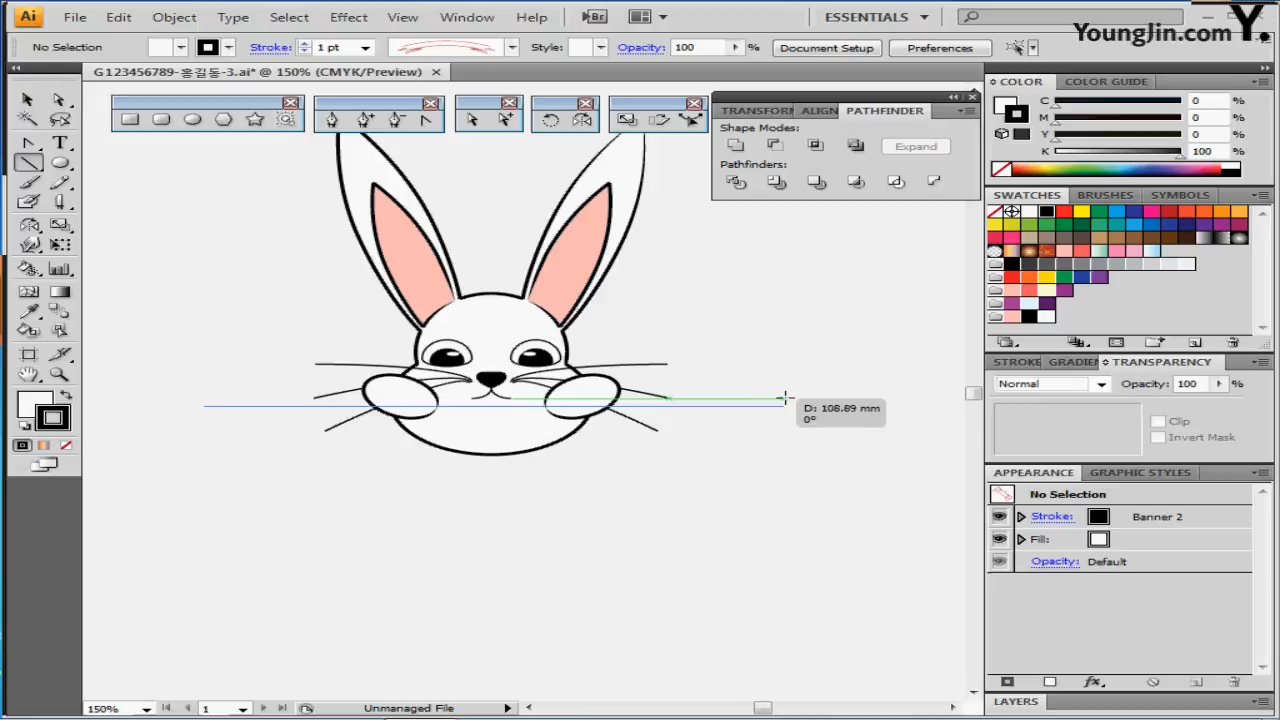 Ai File Edit Object Type Select Effect View Window Help Br ESSENTIALS
YoungJin.com Y.
No Selection Stroke: 1 pt Style: Opacity: 100 % Document Setup Preferences
G123456789-홍길동-3.ai* @ 150% (CMYK/Preview)
COLOR COLOR GUIDE
C 0 %
M 0 %
Y 0 %
K 100 %
TRANSFORM ALIGN PATHFINDER
Shape Modes:
Expand
Pathfinders:
SWATCHES BRUSHES SYMBOLS
STROKE GRADIEN TRANSPARENCY
Normal Opacity: 100 %
Clip
Invert Mask
D: 108.89 mm
0°
APPEARANCE GRAPHIC STYLES
No Selection
Stroke: Banner 2
Fill:
Opacity: Default
fx
LAYERS
150% 1 Unmanaged File